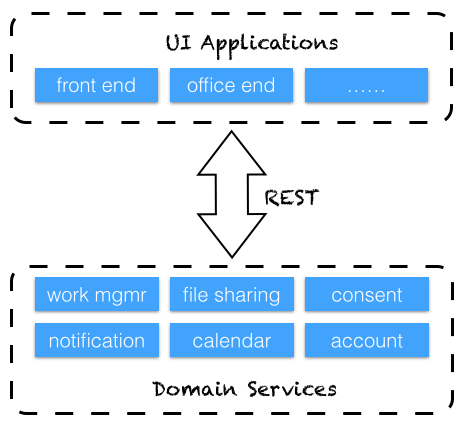 UI Applications
front end office end ......
REST
work mgmr file sharing consent
notification calendar account
Domain Services